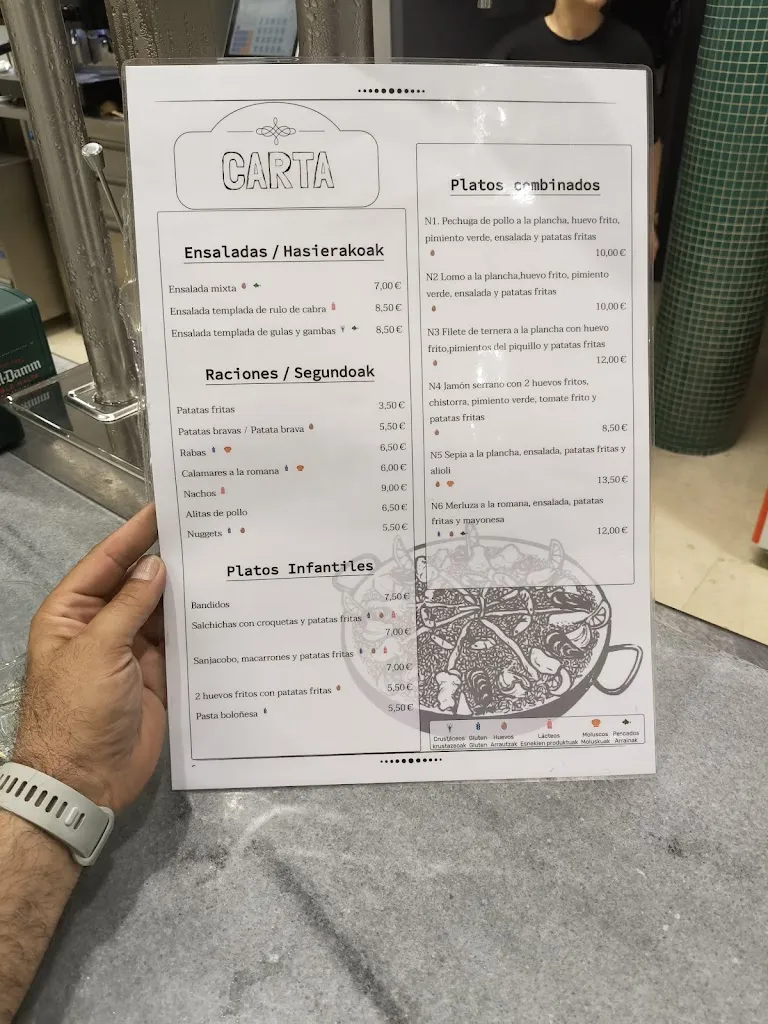 CARTA
Ensaladas / Hasierakoak
Ensalada mixta 7,00 €
Ensalada templada de rulo de cabra 8,50 €
Ensalada templada de gulas y gambas 8,50 €
Raciones / Segundoak
Patatas fritas 3,50 €
Patatas bravas / Patata brava 5,50 €
Rabas 6,50 €
Calamares a la romana 6,00 €
Nachos 9,00 €
Alitas de pollo 6,50 €
Nuggets 5,50 €
Platos Infantiles
Bandidos 7,50 €
Salchichas con croquetas y patatas fritas
7,00 €
Sanjacobo, macarrones y patatas fritas
7,00 €
2 huevos fritos con patatas fritas 5,50 €
Pasta boloñesa 5,50 €
Platos combinados
N1. Pechuga de pollo a la plancha, huevo frito,
pimiento verde, ensalada y patatas fritas
10,00 €
N2 Lomo a la plancha,huevo frito, pimiento
verde, ensalada y patatas fritas
10,00 €
N3 Filete de ternera a la plancha con huevo
frito,pimientos del piquillo y patatas fritas
12,00 €
N4 Jamón serrano con 2 huevos fritos,
chistorra, pimiento verde, tomate frito y
patatas fritas
8,50 €
N5 Sepia a la plancha, ensalada, patatas fritas y
alioli
13,50 €
N6 Merluza a la romana, ensalada, patatas
fritas y mayonesa
12,00 €
Crustáceos Gluten Huevos Lácteos Moluscos Pescados
krustazeoak Gluten Arrautzak Esnekien produktuak Moluskuak Arrainak
-Damm